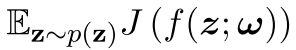 𝔼_{𝐳∼p(𝐳)} J (f(𝒛; 𝝎))